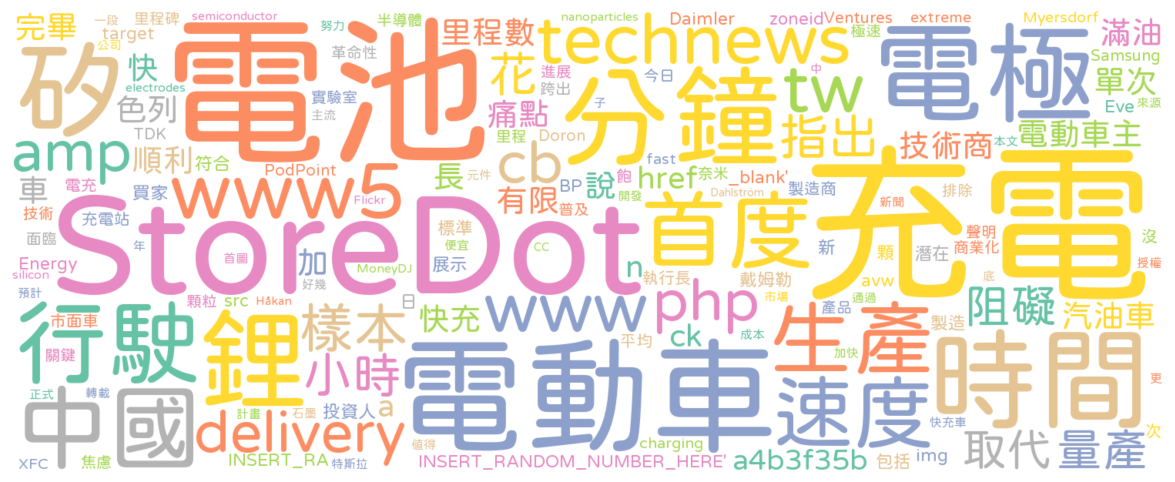 完畢 一段 里程碑 semiconductor 努力 半導體 nanoparticles Daimler zoneid Ventures extreme Myersdorf 滿油
target 公司 電池 革命性 里程數 technews 極速 電極 Samsung
矽 快 electrodes 花 進展 跨出 今日 tw 單次
色列 實驗室 主流 痛點 分鐘 中 指出 Eve 來源
TDK 子 Doron 里程 技術商 本文 電動車主
amp 順利 符合 PodPoint cb fast
車 電充 買家 www5 Flickr 長 元件 有限 BP 說 飽 href 奈米 _blank' 製造商 排除
技術 充電站 普及 開發 Dahlström 充電 新聞
面臨 年 StoreDot 標準 便宜 CC 首度 新 顆 潛在 聲明 商業化 沒
Energy 首圖 加 好幾 MoneyDJ 展示 n 執行長 戴姆勒 avw 底 授權
silicon 預計 顆粒 src Håkan 日 www php 市場 通過
行駛 市面車 鋰 樣本 快充 ck 成本 產品 生產 製造 阻礙 汽油車
關鍵 小時 平均 加快 時間 更
正式 轉載 電動車 速度
中國 計畫 石墨 投資人 a 快充車 次
delivery 值得 charging 取代 量產
XFC 焦慮 INSERT_RA 特斯拉 INSERT_RANDOM_NUMBER_HERE' a4b3f35b 包括 img